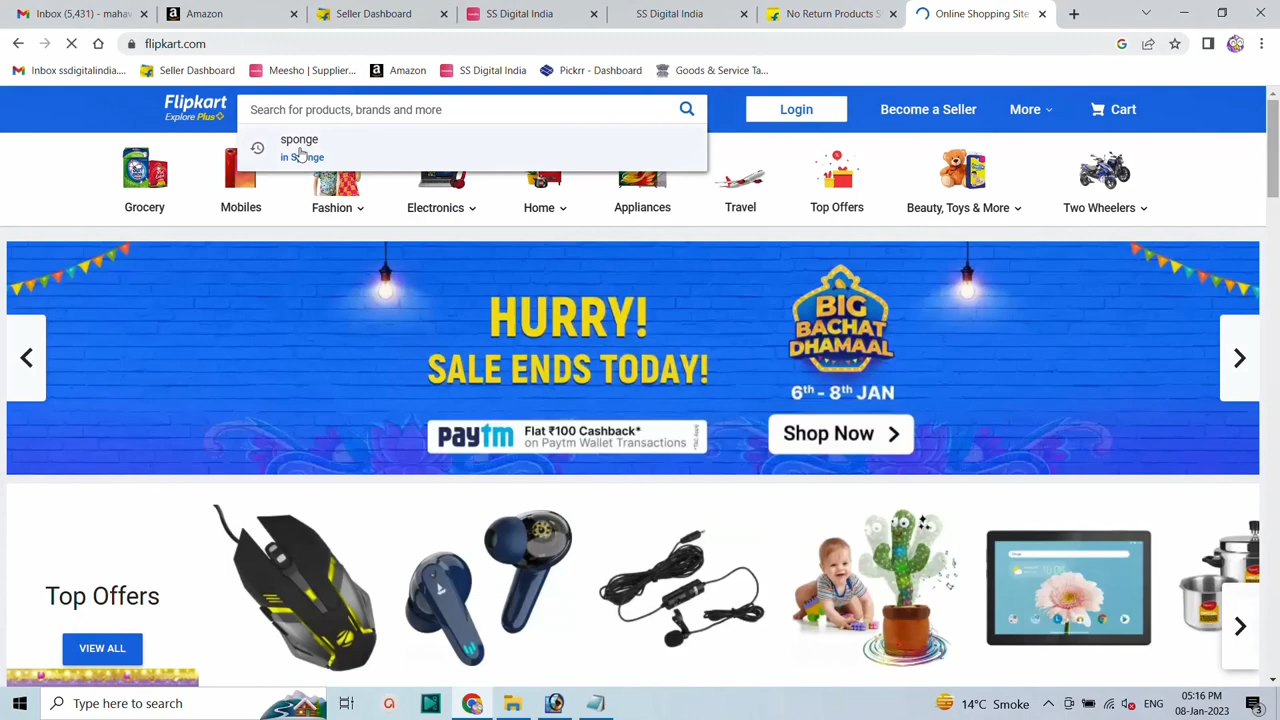 Inbox (5,431) - mahav
Amazon
Seller Dashboard
SS Digital India
SS Digital India
No Return Products S
Online Shopping Site
flipkart.com
Inbox ssdigitalindia....
Seller Dashboard
Meesho | Supplier...
Amazon
SS Digital India
Pickrr - Dashboard
Goods & Service Ta...
Flipkart
Explore Plus
Search for products, brands and more
Login
Become a Seller
More
Cart
sponge
in Sponge
Grocery
Mobiles
Fashion
Electronics
Home
Appliances
Travel
Top Offers
Beauty, Toys & More
Two Wheelers
HURRY!
SALE ENDS TODAY!
BIG
BACHAT
DHAMAAL
6th - 8th JAN
paytm
Flat ₹100 Cashback*
on Paytm Wallet Transactions
Shop Now
Top Offers
VIEW ALL
Type here to search
14°C Smoke
ENG
05:16 PM
08-Jan-2023
3